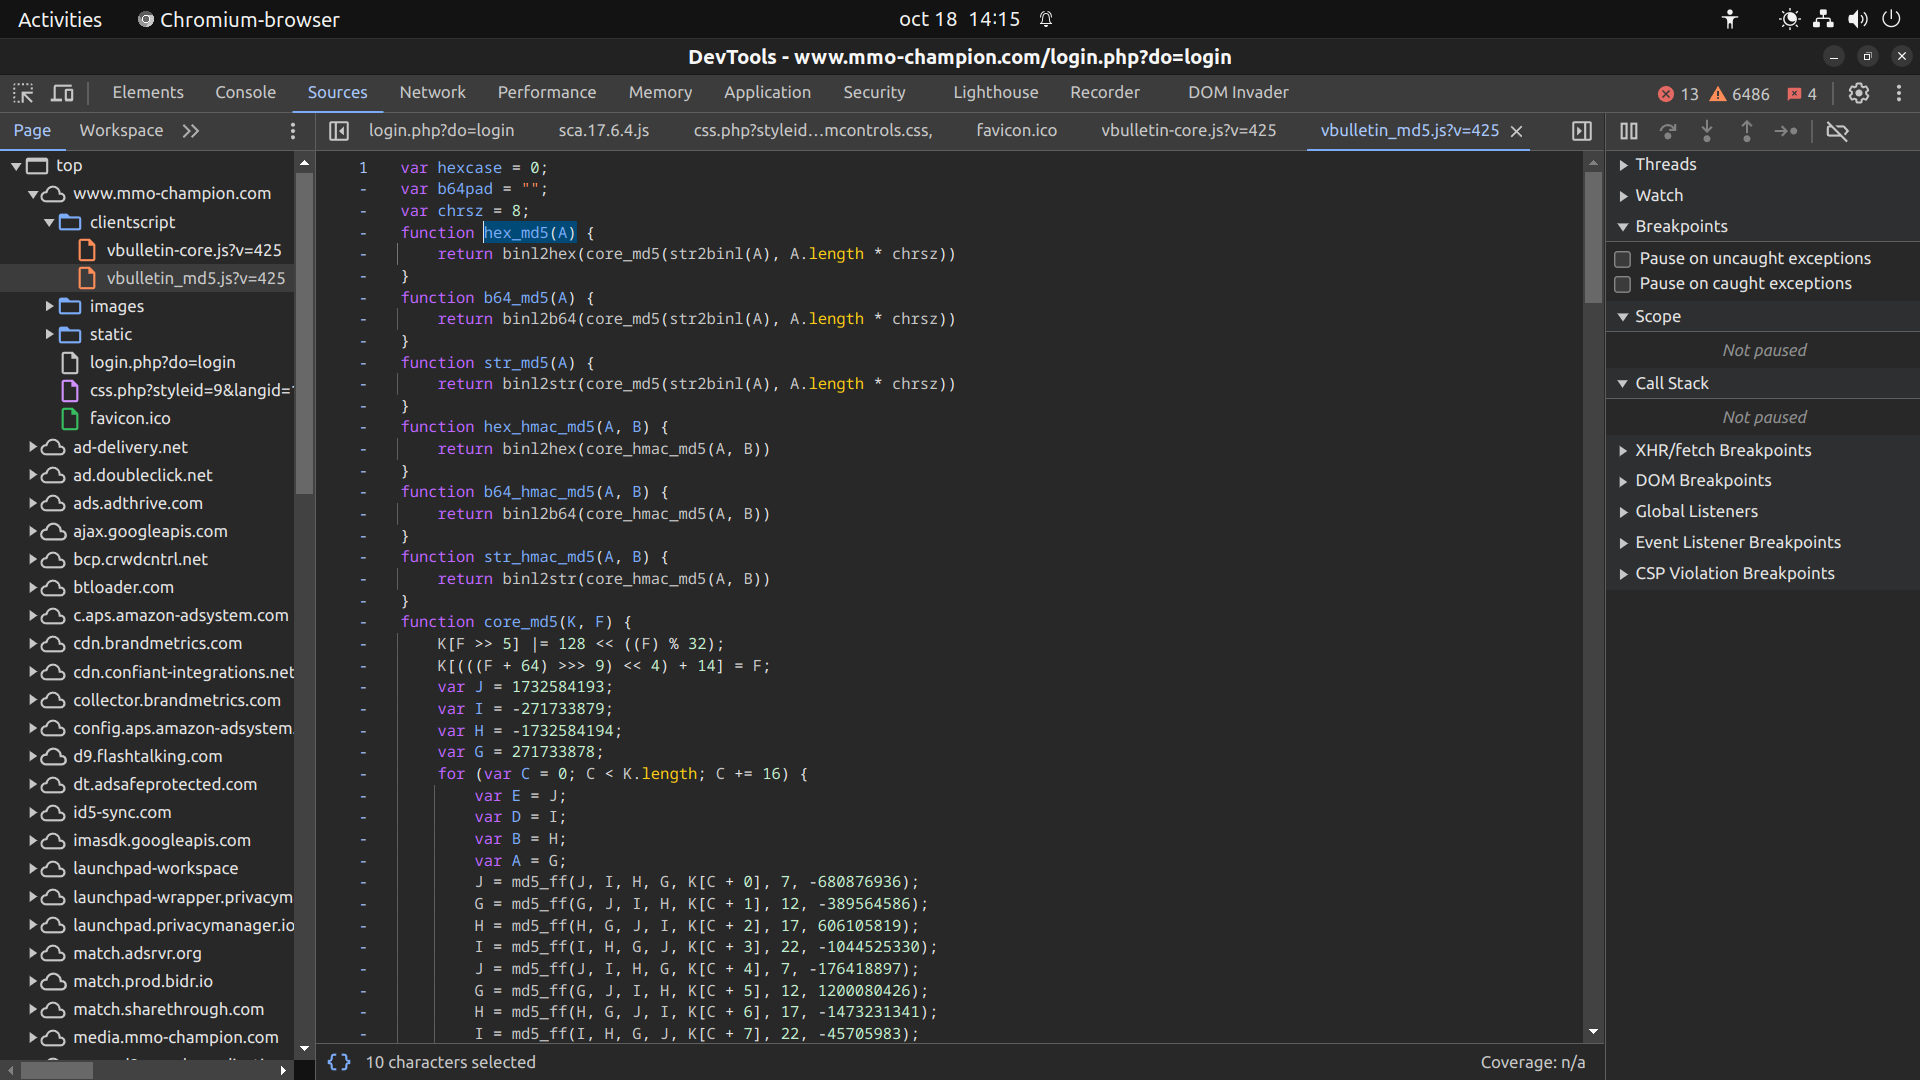 Activities
Chromium-browser
oct 18 14:15
DevTools - www.mmo-champion.com/login.php?do=login
Elements
Console
Sources
Network
Performance
Memory
Application
Security
Lighthouse
Recorder
DOM Invader
13
6486
4
Page
Workspace
login.php?do=login
sca.17.6.4.js
css.php?styleid…mcontrols.css,
favicon.ico
vbulletin-core.js?v=425
vbulletin_md5.js?v=425
top
www.mmo-champion.com
clientscript
vbulletin-core.js?v=425
vbulletin_md5.js?v=425
images
static
login.php?do=login
css.php?styleid=9&langid=
favicon.ico
ad-delivery.net
ad.doubleclick.net
ads.adthrive.com
ajax.googleapis.com
bcp.crwdcntrl.net
btloader.com
c.aps.amazon-adsystem.com
cdn.brandmetrics.com
cdn.confiant-integrations.net
collector.brandmetrics.com
config.aps.amazon-adsystem.
d9.flashtalking.com
dt.adsafeprotected.com
id5-sync.com
imasdk.googleapis.com
launchpad-workspace
launchpad-wrapper.privacym
launchpad.privacymanager.io
match.adsrvr.org
match.prod.bidr.io
match.sharethrough.com
media.mmo-champion.com
1 var hexcase = 0;
- var b64pad = "";
- var chrsz = 8;
- function hex_md5(A) {
- return binl2hex(core_md5(str2binl(A), A.length * chrsz))
- }
- function b64_md5(A) {
- return binl2b64(core_md5(str2binl(A), A.length * chrsz))
- }
- function str_md5(A) {
- return binl2str(core_md5(str2binl(A), A.length * chrsz))
- }
- function hex_hmac_md5(A, B) {
- return binl2hex(core_hmac_md5(A, B))
- }
- function b64_hmac_md5(A, B) {
- return binl2b64(core_hmac_md5(A, B))
- }
- function str_hmac_md5(A, B) {
- return binl2str(core_hmac_md5(A, B))
- }
- function core_md5(K, F) {
- K[F >> 5] |= 128 << ((F) % 32);
- K[(((F + 64) >>> 9) << 4) + 14] = F;
- var J = 1732584193;
- var I = -271733879;
- var H = -1732584194;
- var G = 271733878;
- for (var C = 0; C < K.length; C += 16) {
- var E = J;
- var D = I;
- var B = H;
- var A = G;
- J = md5_ff(J, I, H, G, K[C + 0], 7, -680876936);
- G = md5_ff(G, J, I, H, K[C + 1], 12, -389564586);
- H = md5_ff(H, G, J, I, K[C + 2], 17, 606105819);
- I = md5_ff(I, H, G, J, K[C + 3], 22, -1044525330);
- J = md5_ff(J, I, H, G, K[C + 4], 7, -176418897);
- G = md5_ff(G, J, I, H, K[C + 5], 12, 1200080426);
- H = md5_ff(H, G, J, I, K[C + 6], 17, -1473231341);
- I = md5_ff(I, H, G, J, K[C + 7], 22, -45705983);
{} 10 characters selected
Coverage: n/a
Threads
Watch
Breakpoints
Pause on uncaught exceptions
Pause on caught exceptions
Scope
Not paused
Call Stack
Not paused
XHR/fetch Breakpoints
DOM Breakpoints
Global Listeners
Event Listener Breakpoints
CSP Violation Breakpoints